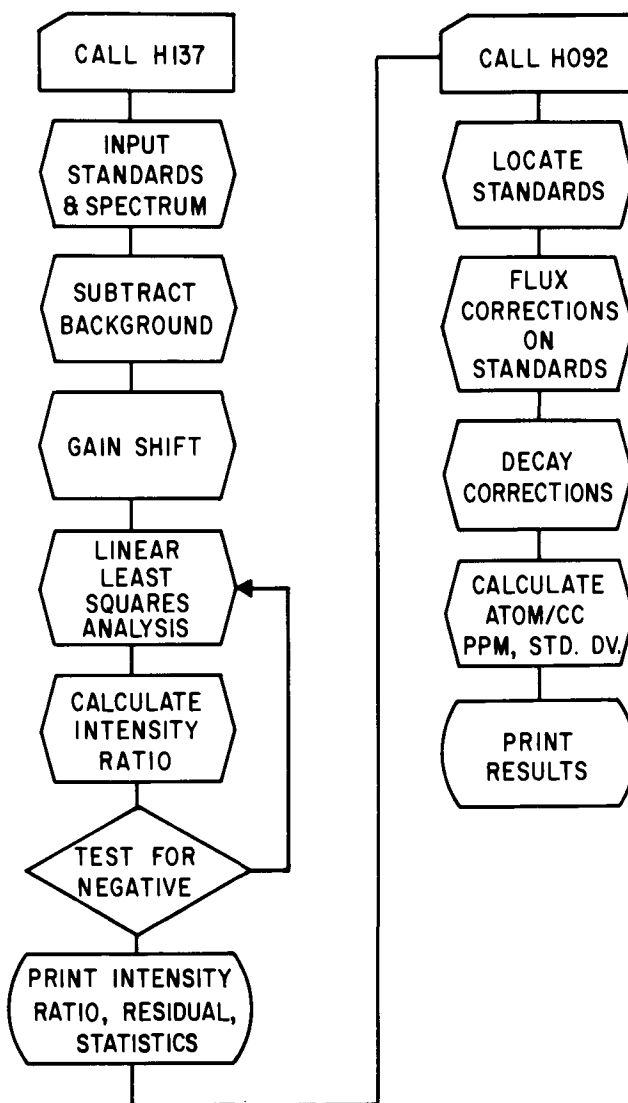 CALL H137
INPUT
STANDARDS
& SPECTRUM
SUBTRACT
BACKGROUND
GAIN SHIFT
LINEAR
LEAST
SQUARES
ANALYSIS
CALCULATE
INTENSITY
RATIO
TEST FOR
NEGATIVE
PRINT INTENSITY
RATIO, RESIDUAL,
STATISTICS
CALL H092
LOCATE
STANDARDS
FLUX
CORRECTIONS
ON
STANDARDS
DECAY
CORRECTIONS
CALCULATE
ATOM/CC
PPM, STD. DV.
PRINT
RESULTS